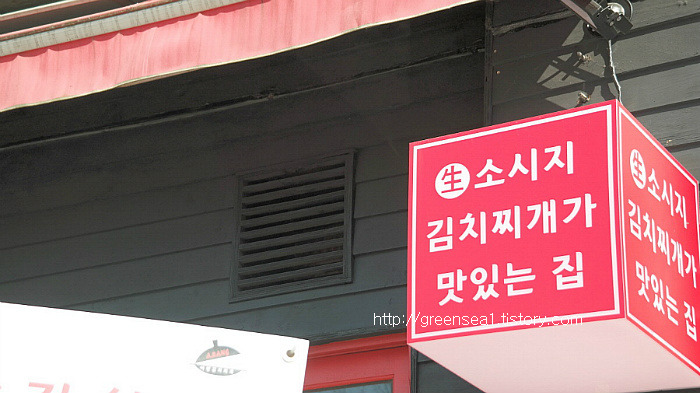 生 소시지
김치찌개가
맛있는 집
生 소시지
김치찌개가
맛있는 집
http://greenseal.tistory.com